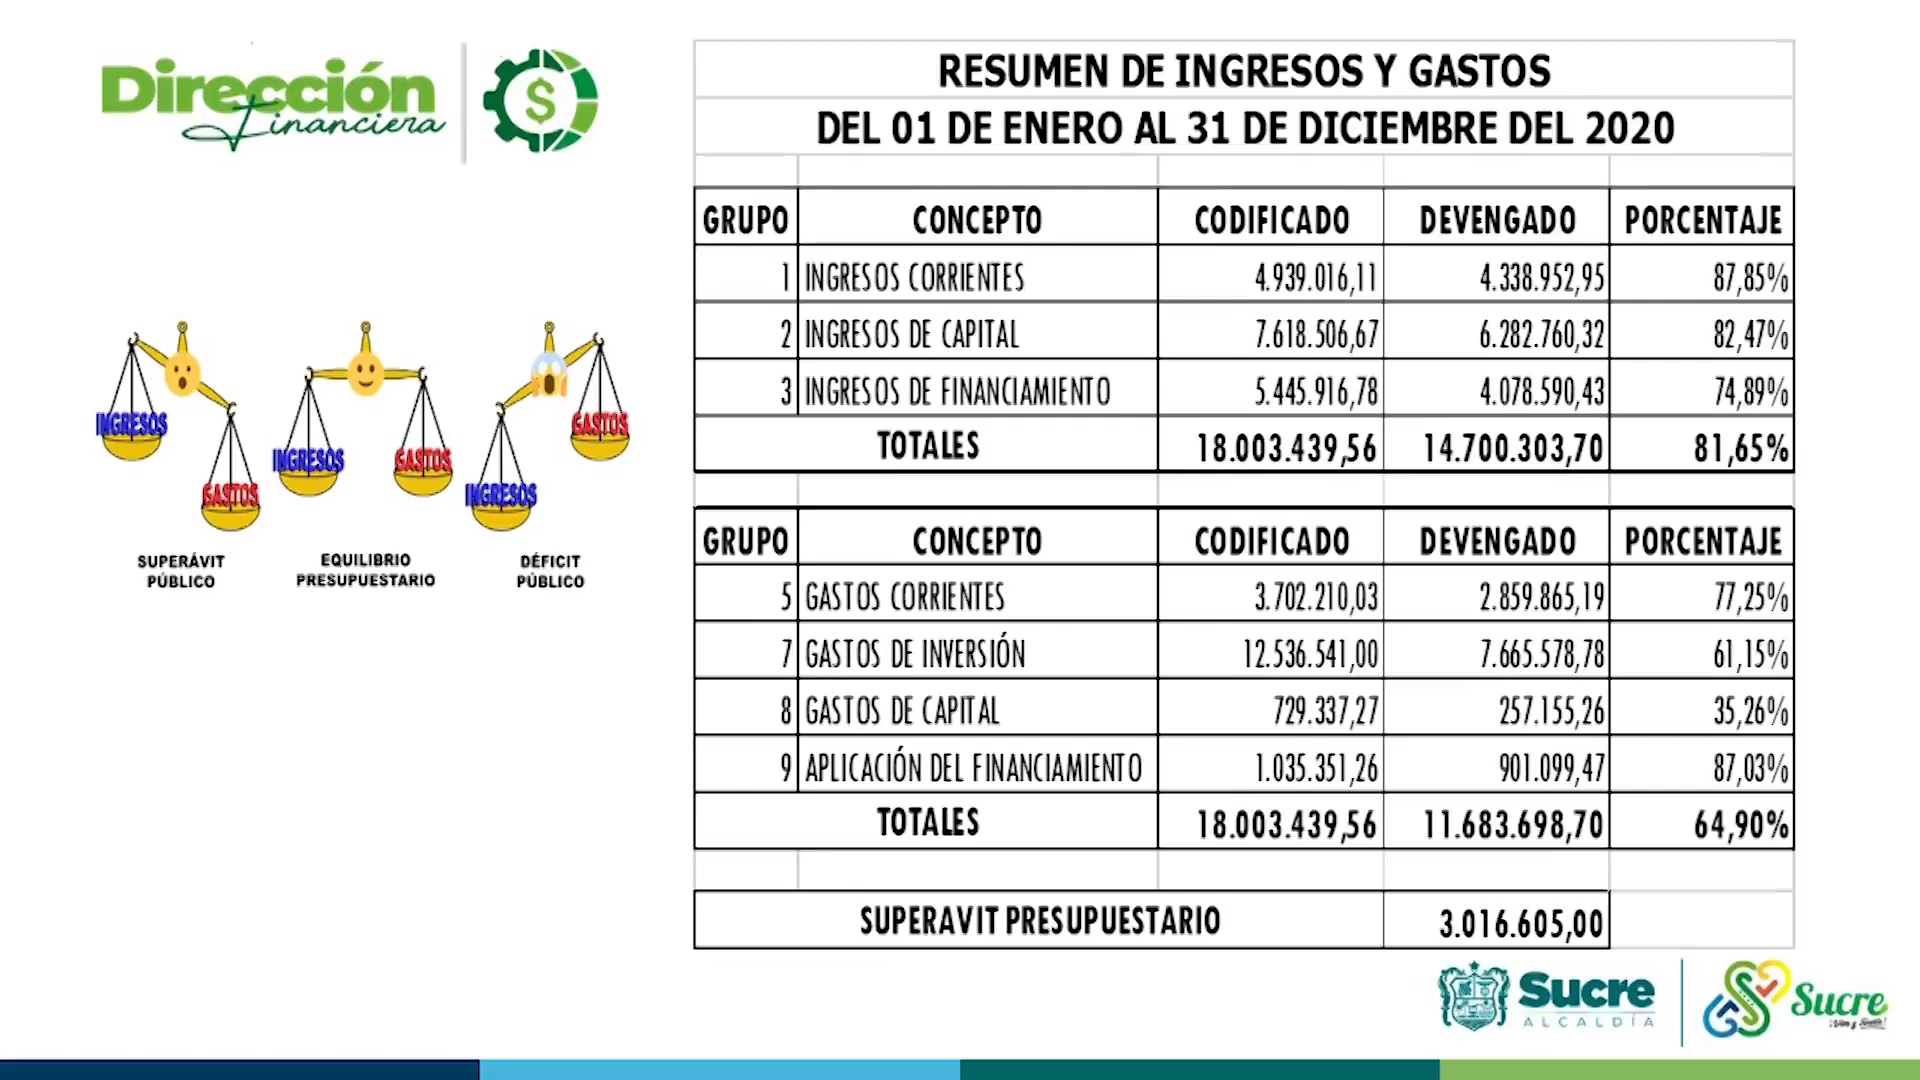 Dirección
Financiera
$
RESUMEN DE INGRESOS Y GASTOS
DEL 01 DE ENERO AL 31 DE DICIEMBRE DEL 2020
GRUPO CONCEPTO CODIFICADO DEVENGADO PORCENTAJE
1 INGRESOS CORRIENTES 4.939.016,11 4.338.952,95 87,85%
2 INGRESOS DE CAPITAL 7.618.506,67 6.282.760,32 82,47%
3 INGRESOS DE FINANCIAMIENTO 5.445.916,78 4.078.590,43 74,89%
TOTALES 18.003.439,56 14.700.303,70 81,65%
GRUPO CONCEPTO CODIFICADO DEVENGADO PORCENTAJE
5 GASTOS CORRIENTES 3.702.210,03 2.859.865,19 77,25%
7 GASTOS DE INVERSIÓN 12.536.541,00 7.665.578,78 61,15%
8 GASTOS DE CAPITAL 729.337,27 257.155,26 35,26%
9 APLICACIÓN DEL FINANCIAMIENTO 1.035.351,26 901.099,47 87,03%
TOTALES 18.003.439,56 11.683.698,70 64,90%
SUPERAVIT PRESUPUESTARIO 3.016.605,00
INGRESOS GASTOS
SUPERÁVIT
PÚBLICO
INGRESOS GASTOS
EQUILIBRIO
PRESUPUESTARIO
INGRESOS GASTOS
DÉFICIT
PÚBLICO
Sucre
ALCALDÍA
Sucre